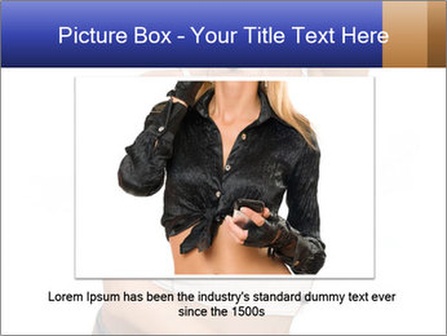 Picture Box - Your Title Text Here
Lorem Ipsum has been the industry's standard dummy text ever
since the 1500s